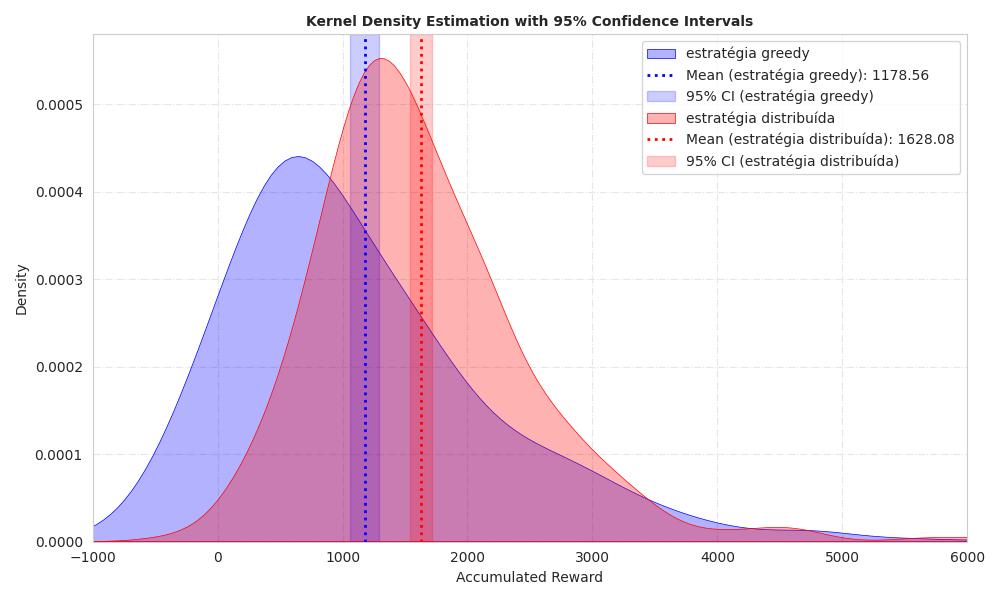 Kernel Density Estimation with 95% Confidence Intervals
estratégia greedy
Mean (estratégia greedy): 1178.56
95% CI (estratégia greedy)
estratégia distribuída
Mean (estratégia distribuída): 1628.08
95% CI (estratégia distribuída)
0.0005
0.0004
0.0003
0.0002
0.0001
0.0000
Density
−1000 0 1000 2000 3000 4000 5000 6000
Accumulated Reward